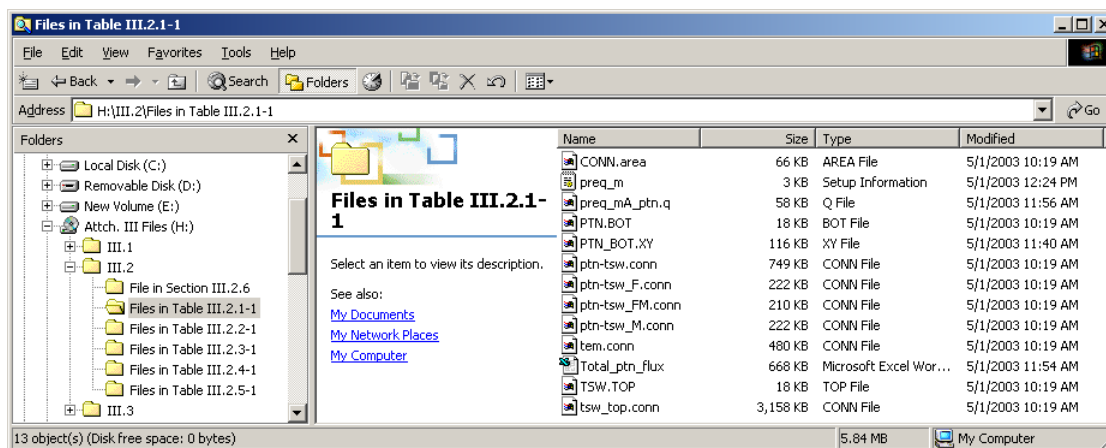 Files in Table III.2.1-1
File Edit View Favorites Tools Help
Back Search Folders
Address H:\III.2\Files in Table III.2.1-1 Go
Folders
Local Disk (C:)
Removable Disk (D:)
New Volume (E:)
Attch. III Files (H:)
III.1
III.2
File in Section III.2.6
Files in Table III.2.1-1
Files in Table III.2.2-1
Files in Table III.2.3-1
Files in Table III.2.4-1
Files in Table III.2.5-1
III.3
Files in Table III.2.1-
1
Select an item to view its description.
See also:
My Documents
My Network Places
My Computer
Name Size Type Modified
CONN.area 66 KB AREA File 5/1/2003 10:19 AM
preq_m 3 KB Setup Information 5/1/2003 12:24 PM
preq_mA_ptn.q 58 KB Q File 5/1/2003 11:56 AM
PTN.BOT 18 KB BOT File 5/1/2003 10:19 AM
PTN_BOT.XY 116 KB XY File 5/1/2003 11:40 AM
ptn-tsw.conn 749 KB CONN File 5/1/2003 10:19 AM
ptn-tsw_F.conn 222 KB CONN File 5/1/2003 10:19 AM
ptn-tsw_FM.conn 210 KB CONN File 5/1/2003 10:19 AM
ptn-tsw_M.conn 222 KB CONN File 5/1/2003 10:19 AM
tem.conn 480 KB CONN File 5/1/2003 10:19 AM
Total_ptn_flux 668 KB Microsoft Excel Wor... 5/1/2003 11:54 AM
TSW.TOP 18 KB TOP File 5/1/2003 10:19 AM
tsw_top.conn 3,158 KB CONN File 5/1/2003 10:19 AM
13 object(s) (Disk free space: 0 bytes) 5.84 MB My Computer